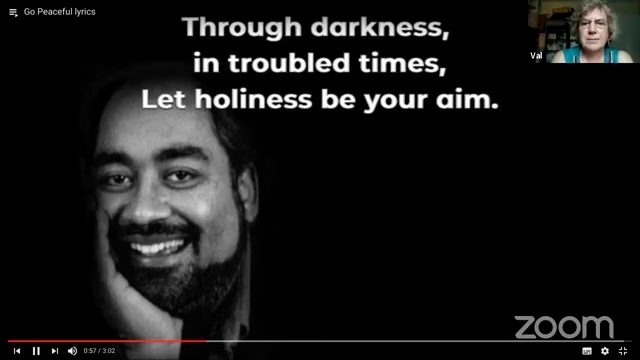 Go Peaceful lyrics
Through darkness,
in troubled times,
Let holiness be your aim.
Val
zoom
0:57 / 3:02